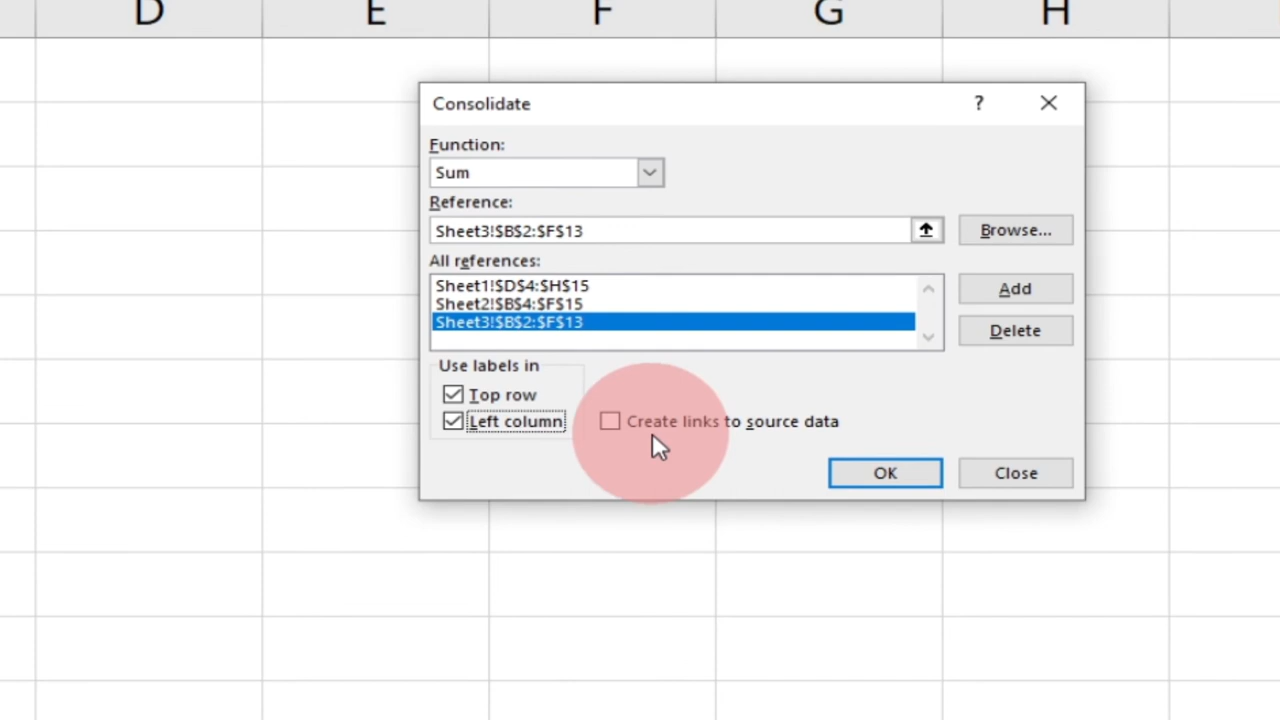 D E F G H
Consolidate ?
Function:
Sum
Reference:
Sheet3!$B$2:$F$13 Browse...
All references:
Sheet1!$D$4:$H$15 Add
Sheet2!$B$4:$F$15
Sheet3!$B$2:$F$13 Delete
Use labels in
Top row
Left column Create links to source data
OK Close